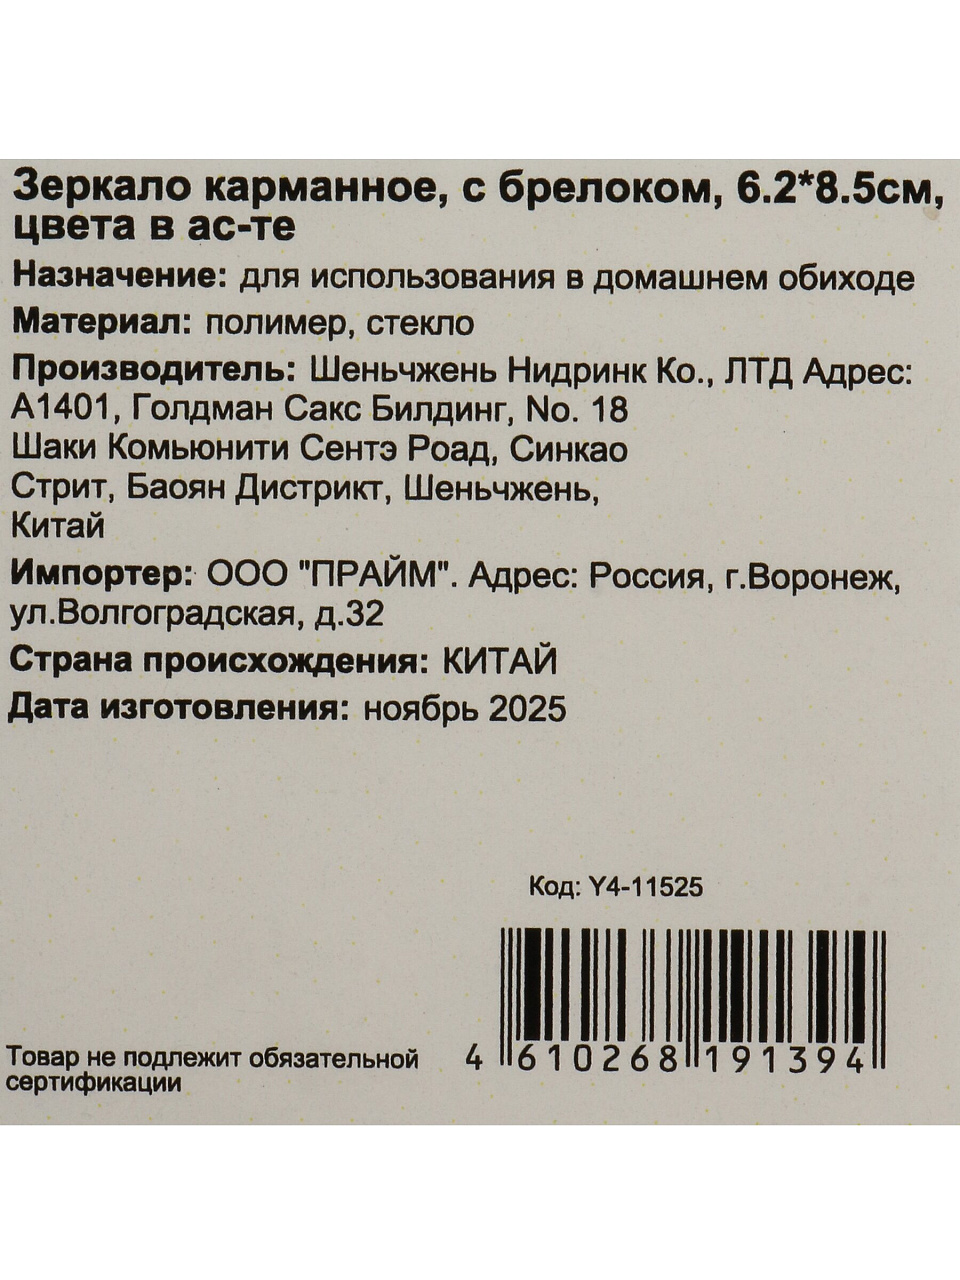 Зеркало карманное, с брелоком, 6.2*8.5см,
цвета в ас-те
Назначение: для использования в домашнем обиходе
Материал: полимер, стекло
Производитель: Шеньчжень Нидринк Ко., ЛТД Адрес:
А1401, Голдман Сакс Билдинг, No. 18
Шаки Комьюнити Сентэ Роад, Синкао
Стрит, Баоян Дистрикт, Шеньчжень,
Китай
Импортер: ООО "ПРАЙМ". Адрес: Россия, г.Воронеж,
ул.Волгоградская, д.32
Страна происхождения: КИТАЙ
Дата изготовления: ноябрь 2025
Код: Y4-11525
Товар не подлежит обязательной
сертификации
4 610268 191394